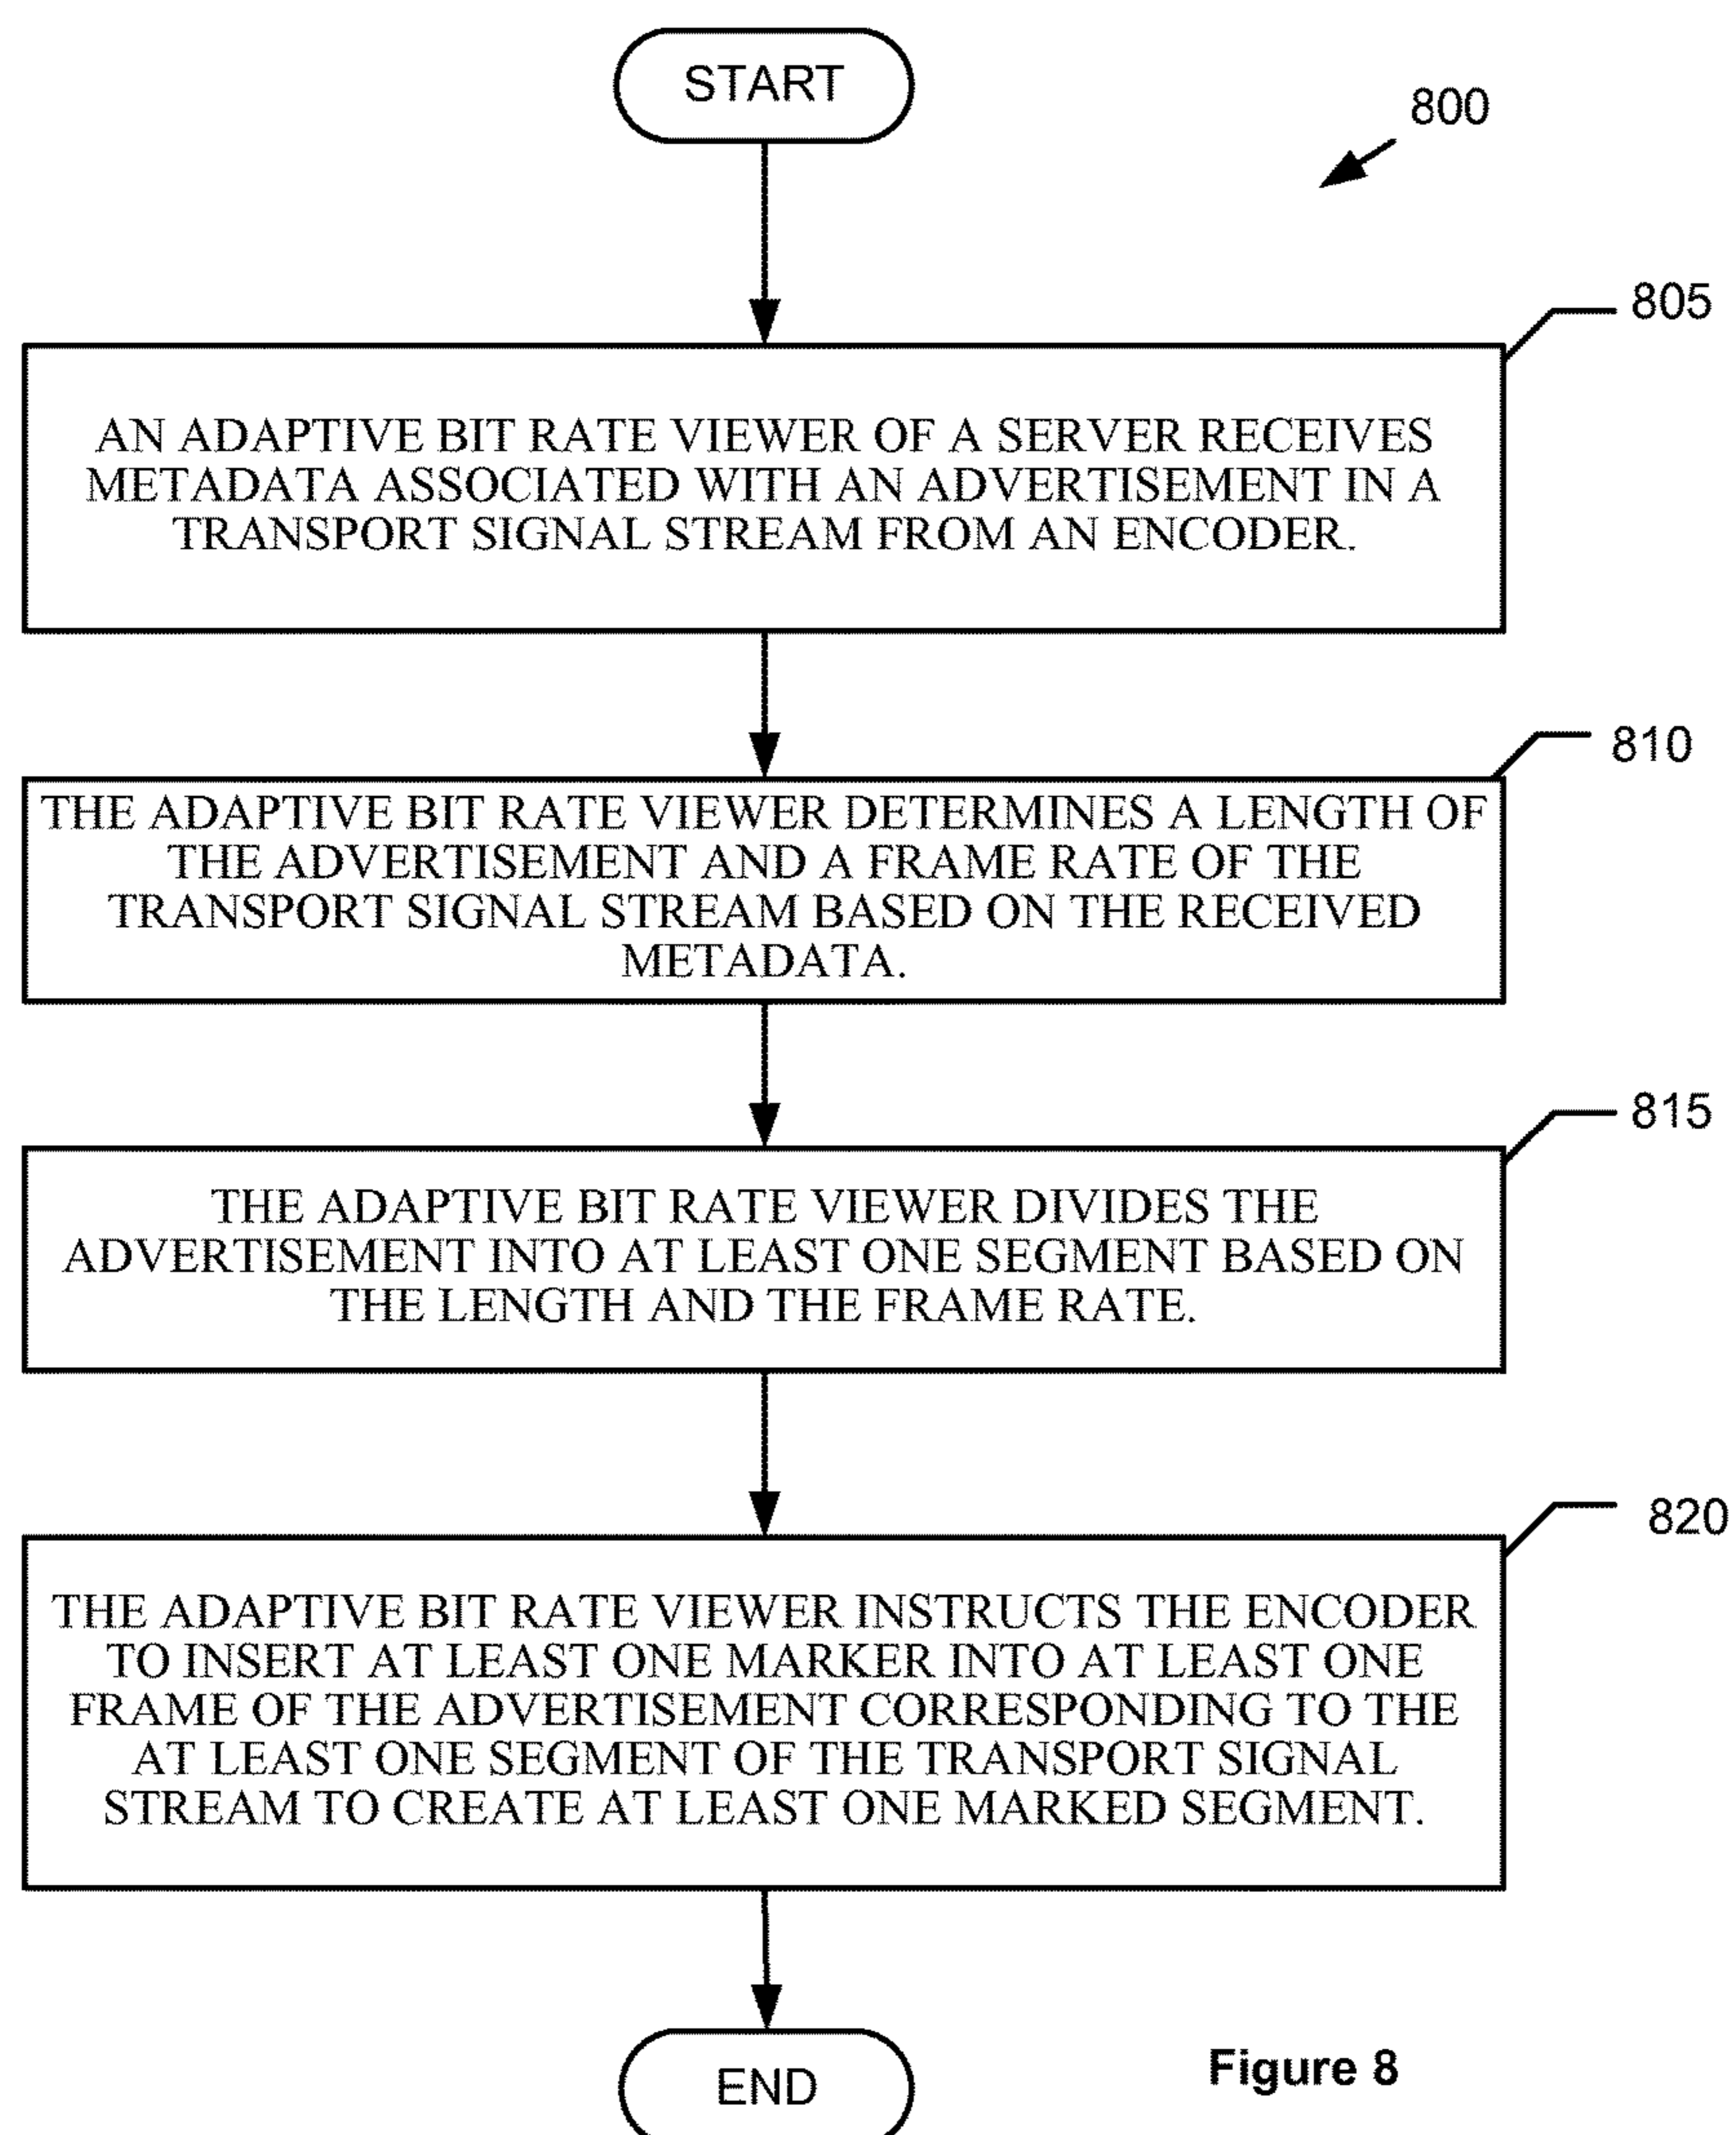 START
800
805
AN ADAPTIVE BIT RATE VIEWER OF A SERVER RECEIVES
METADATA ASSOCIATED WITH AN ADVERTISEMENT IN A
TRANSPORT SIGNAL STREAM FROM AN ENCODER.
810
THE ADAPTIVE BIT RATE VIEWER DETERMINES A LENGTH OF
THE ADVERTISEMENT AND A FRAME RATE OF THE
TRANSPORT SIGNAL STREAM BASED ON THE RECEIVED
METADATA.
815
THE ADAPTIVE BIT RATE VIEWER DIVIDES THE
ADVERTISEMENT INTO AT LEAST ONE SEGMENT BASED ON
THE LENGTH AND THE FRAME RATE.
820
THE ADAPTIVE BIT RATE VIEWER INSTRUCTS THE ENCODER
TO INSERT AT LEAST ONE MARKER INTO AT LEAST ONE
FRAME OF THE ADVERTISEMENT CORRESPONDING TO THE
AT LEAST ONE SEGMENT OF THE TRANSPORT SIGNAL
STREAM TO CREATE AT LEAST ONE MARKED SEGMENT.
END
Figure 8